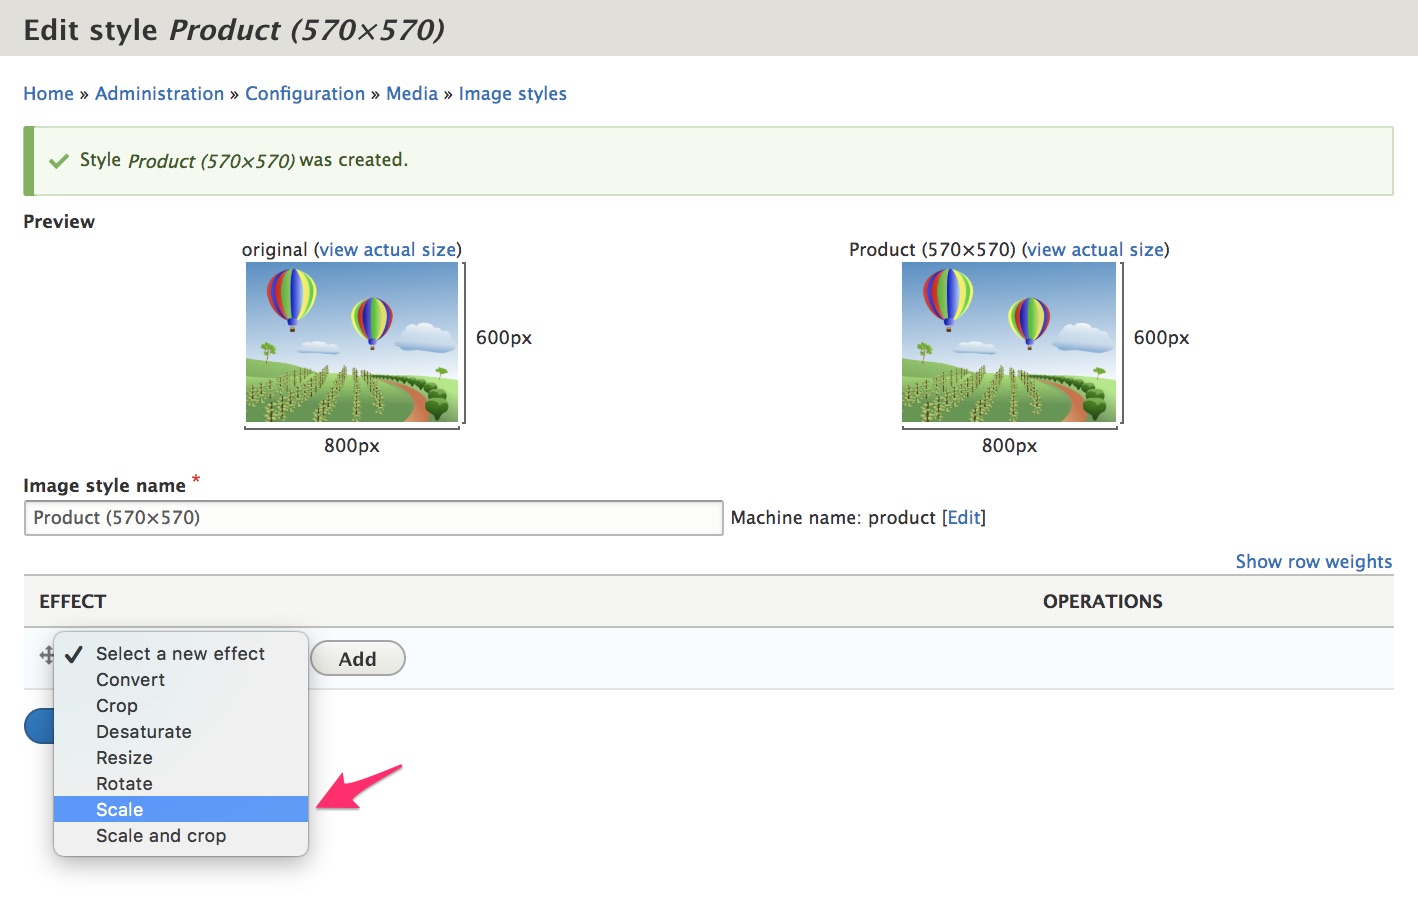 Edit style Product (570×570)
Home » Administration » Configuration » Media » Image styles
Style Product (570×570) was created.
Preview
original (view actual size)
600px
800px
Product (570×570) (view actual size)
600px
800px
Image style name *
Product (570×570)
Machine name: product [Edit]
Show row weights
EFFECT
OPERATIONS
Select a new effect
Convert
Crop
Desaturate
Resize
Rotate
Scale
Scale and crop
Add